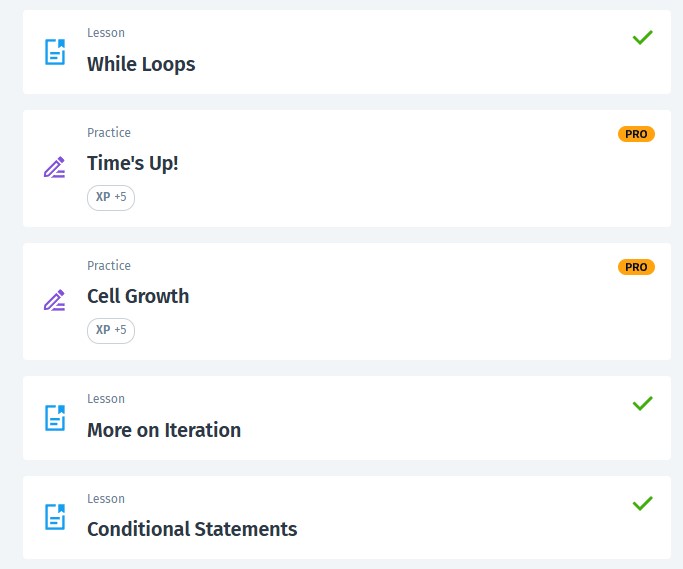 Lesson
While Loops
Practice
PRO
Time's Up!
XP +5
Practice
PRO
Cell Growth
XP +5
Lesson
More on Iteration
Lesson
Conditional Statements